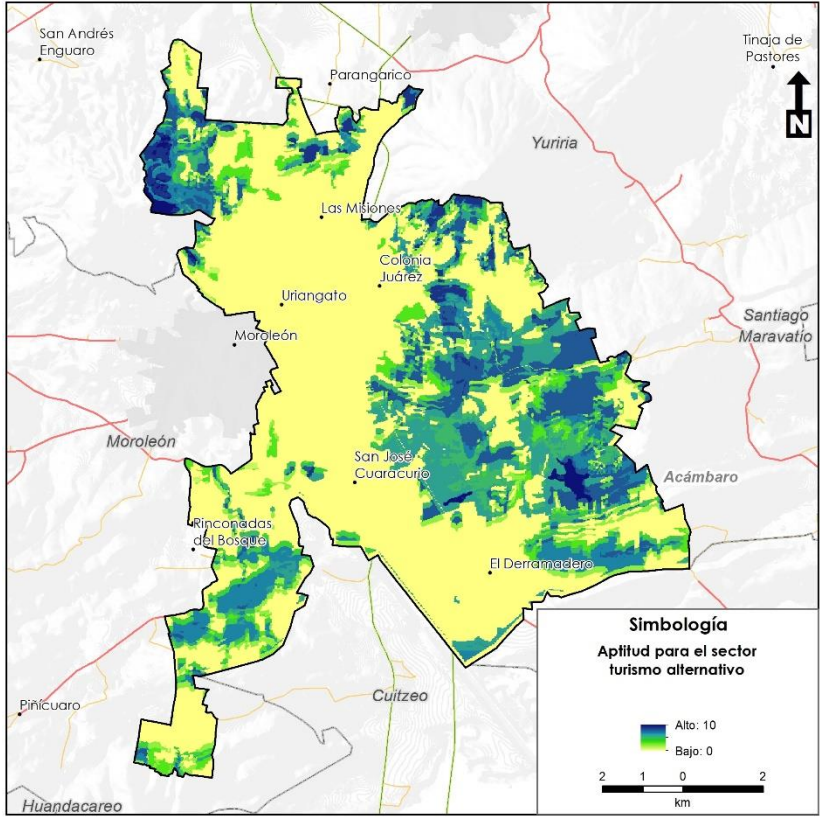 San Andrés
Enguaro
Tinaja de
Pastores
Parangarico
N
Yuriria
Las Misiones
Colonia
Juárez
Uriangato
Santiago
Maravatío
Moroleón
Moroleón
San José
Cuaracurio
Acámbaro
Rinconadas
del Bosque
El Derramadero
Cuitzeo
Piñícuaro
Huandacareo
Simbología
Aptitud para el sector
turismo alternativo
Alto: 10
Bajo: 0
2 1 0 2
km